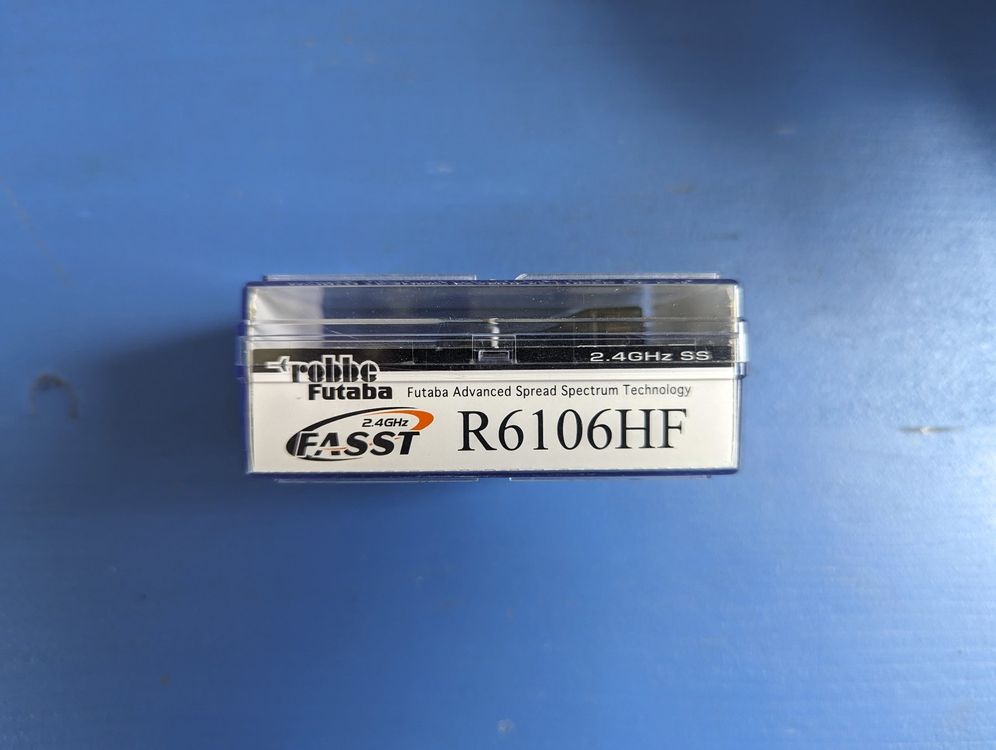 2.4GHz SS
robbe
Futaba
Futaba Advanced Spread Spectrum Technology
2.4GHz
FASST
R6106HF